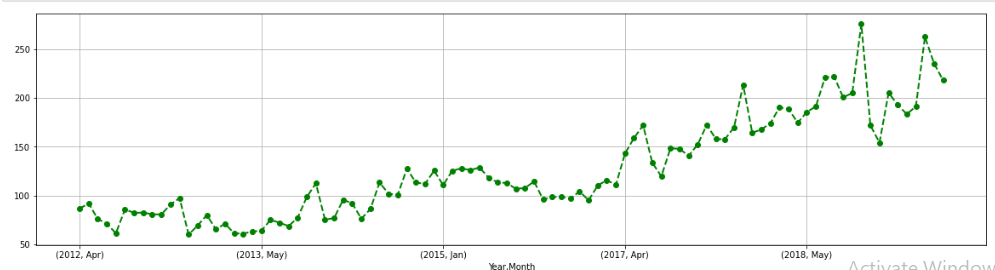 250
200
150
100
50
(2012, Apr) (2013, May) (2015, Jan) (2017, Apr) (2018, May)
Year,Month
Activate Window